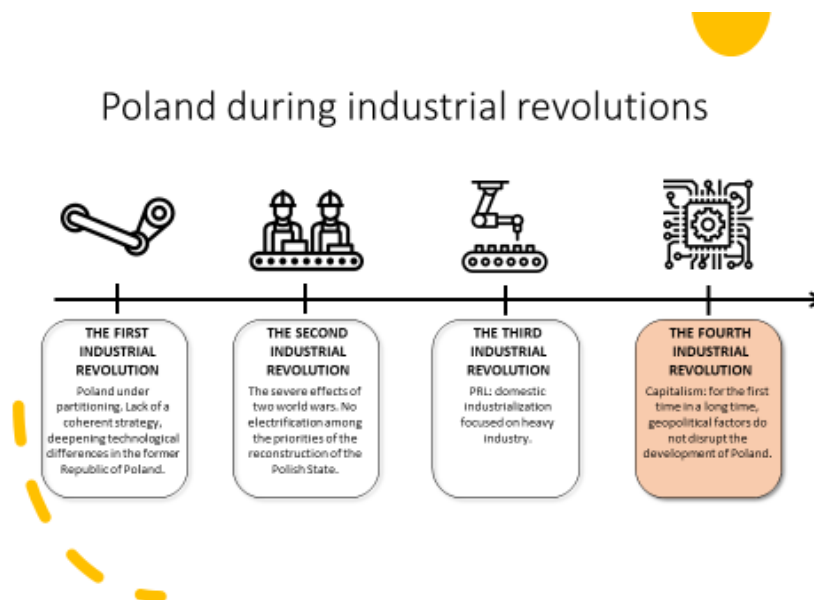 Poland during industrial revolutions
THE FIRST
INDUSTRIAL
REVOLUTION
Poland under
partitioning. Lack of a
coherent strategy,
deepening technological
differences in the former
Republic of Poland.
THE SECOND
INDUSTRIAL
REVOLUTION
The severe effects of
two world wars. No
electrification among
the priorities of the
reconstruction of the
Polish State.
THE THIRD
INDUSTRIAL
REVOLUTION
PRL: domestic
industrialization
focused on heavy
industry.
THE FOURTH
INDUSTRIAL
REVOLUTION
Capitalism: for the first
time in a long time,
geopolitical factors do
not disrupt the
development of Poland.